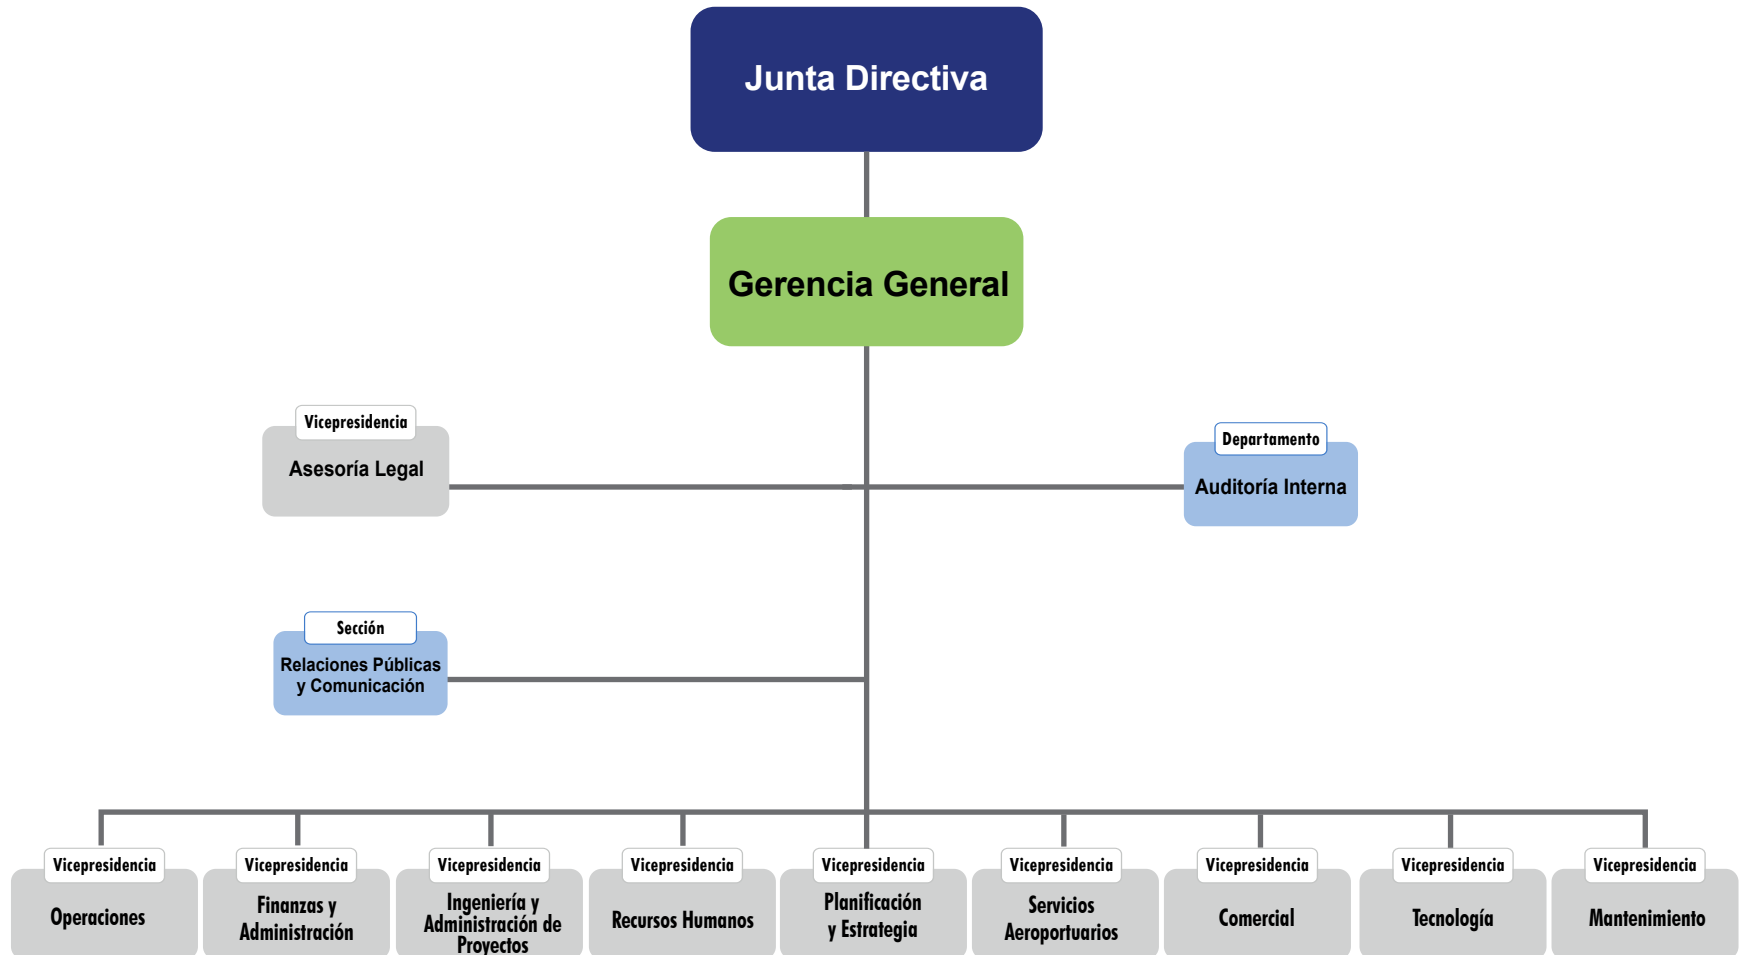 Junta Directiva
Gerencia General
Vicepresidencia
Asesoría Legal
Departamento
Auditoría Interna
Sección
Relaciones Públicas
y Comunicación
Vicepresidencia
Operaciones
Vicepresidencia
Finanzas y
Administración
Vicepresidencia
Ingeniería y
Administración de
Proyectos
Vicepresidencia
Recursos Humanos
Vicepresidencia
Planificación
y Estrategia
Vicepresidencia
Servicios
Aeroportuarios
Vicepresidencia
Comercial
Vicepresidencia
Tecnología
Vicepresidencia
Mantenimiento